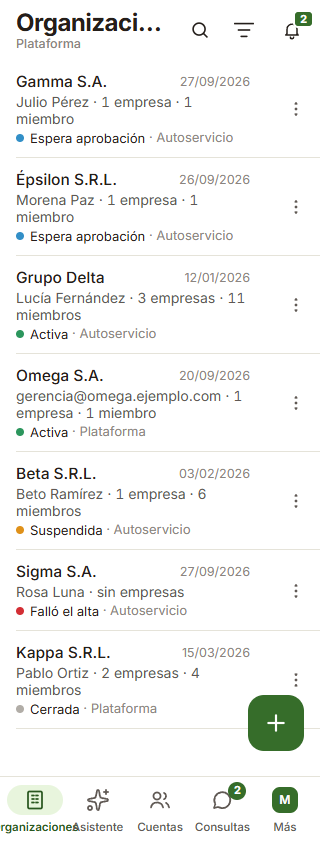 Organizaci...
Plataforma
2
Gamma S.A. 27/09/2026
Julio Pérez · 1 empresa · 1
miembro
Espera aprobación · Autoservicio
Épsilon S.R.L. 26/09/2026
Morena Paz · 1 empresa · 1
miembro
Espera aprobación · Autoservicio
Grupo Delta 12/01/2026
Lucía Fernández · 3 empresas · 11
miembros
Activa · Autoservicio
Omega S.A. 20/09/2026
gerencia@omega.ejemplo.com · 1
empresa · 1 miembro
Activa · Plataforma
Beta S.R.L. 03/02/2026
Beto Ramírez · 1 empresa · 6
miembros
Suspendida · Autoservicio
Sigma S.A. 27/09/2026
Rosa Luna · sin empresas
Falló el alta · Autoservicio
Kappa S.R.L. 15/03/2026
Pablo Ortiz · 2 empresas · 4
miembros
Cerrada · Plataforma
2
M
rganizaciones Asistente Cuentas Consultas Más